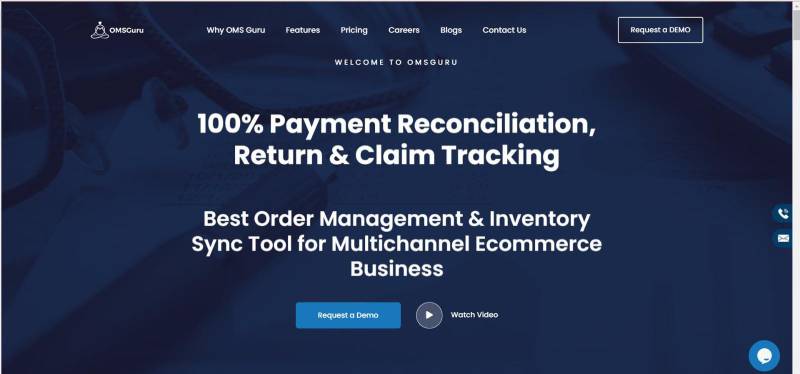 OMSGuru
Why OMS Guru Features Pricing Careers Blogs Contact Us
Request a DEMO
WELCOME TO OMSGURU
100% Payment Reconciliation,
Return & Claim Tracking
Best Order Management & Inventory
Sync Tool for Multichannel Ecommerce
Business
Request a Demo
Watch Video